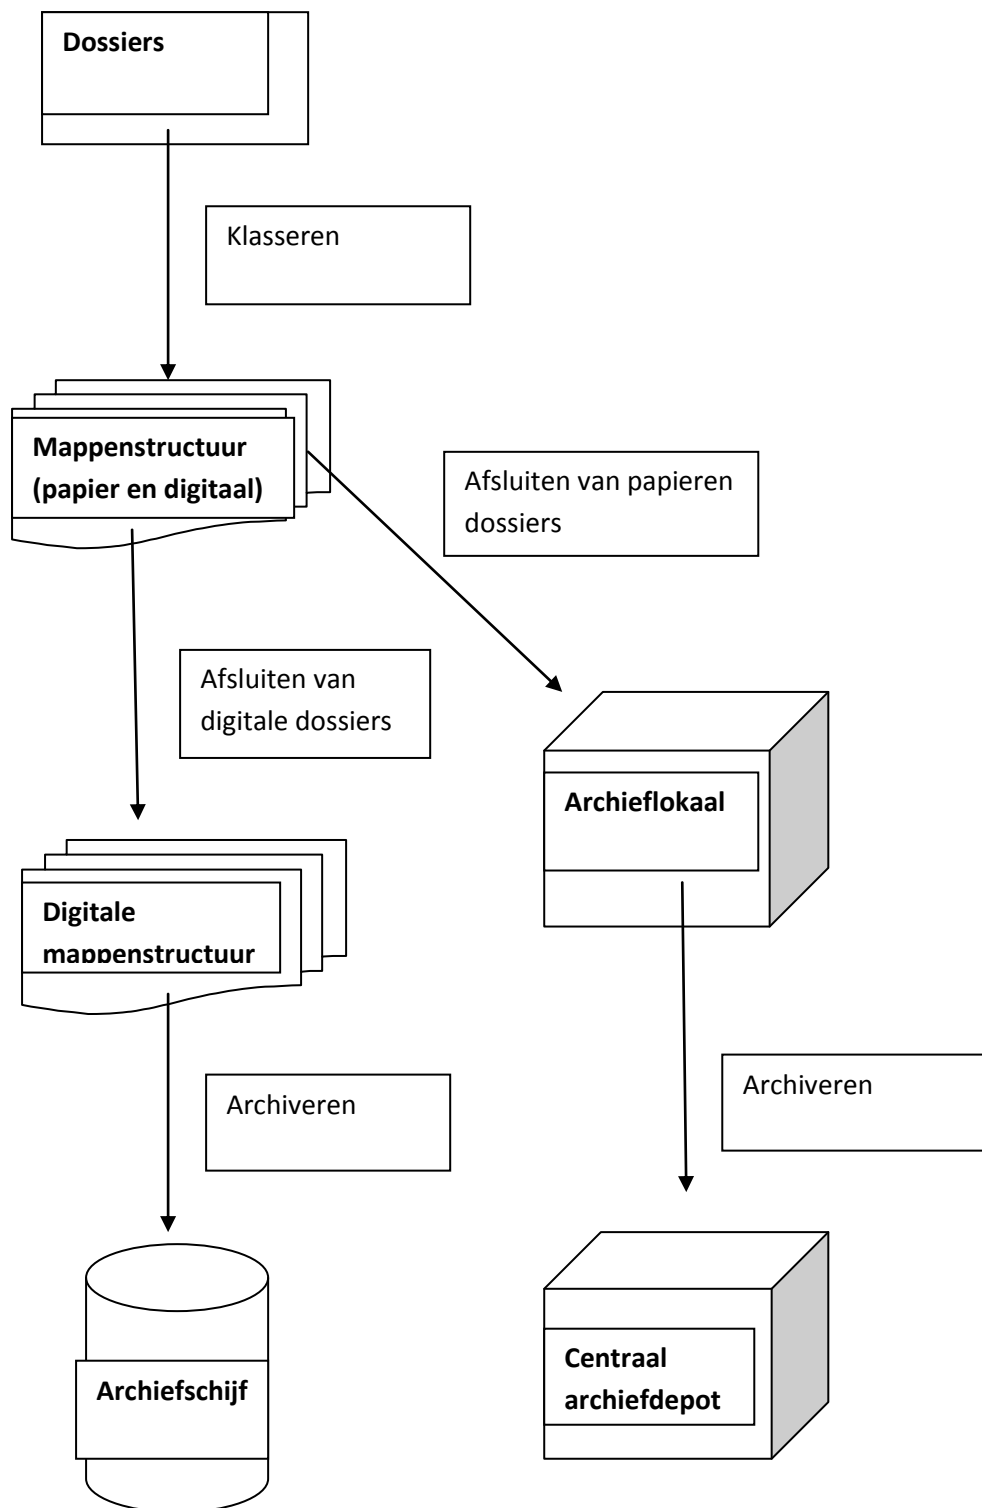 Dossiers
Klasseren
Mappenstructuur
(papier en digitaal)
Afsluiten van papieren
dossiers
Afsluiten van
digitale dossiers
Archieflokaal
Digitale
mappenstructuur
Archiveren
Archiveren
Archiefschijf
Centraal
archiefdepot